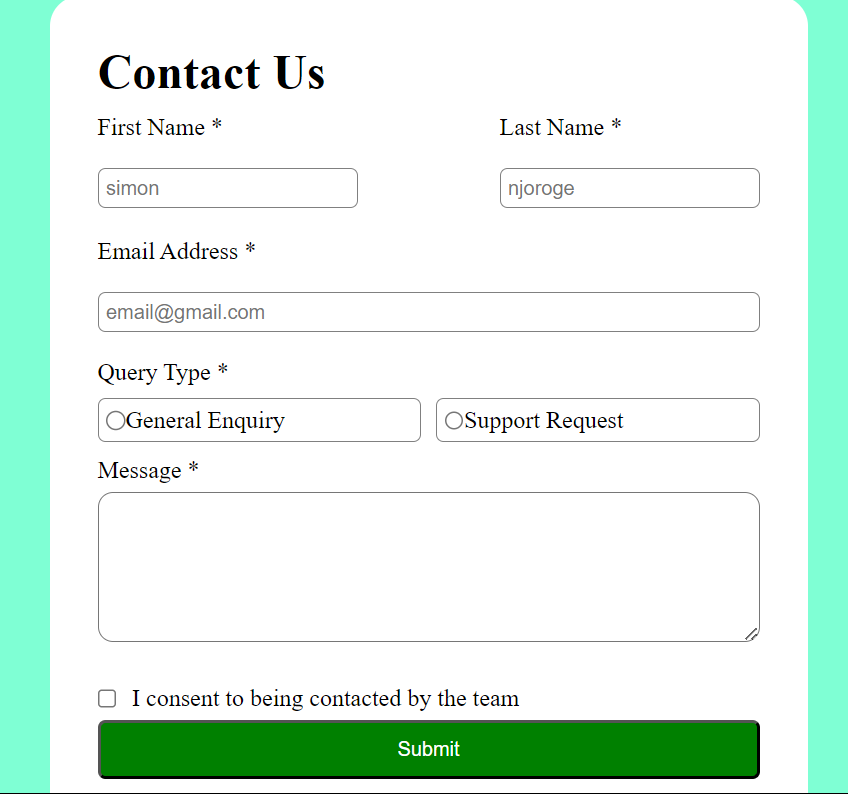 Contact Us
First Name * Last Name *
simon njoroge
Email Address *
email@gmail.com
Query Type *
General Enquiry Support Request
Message *
I consent to being contacted by the team
Submit